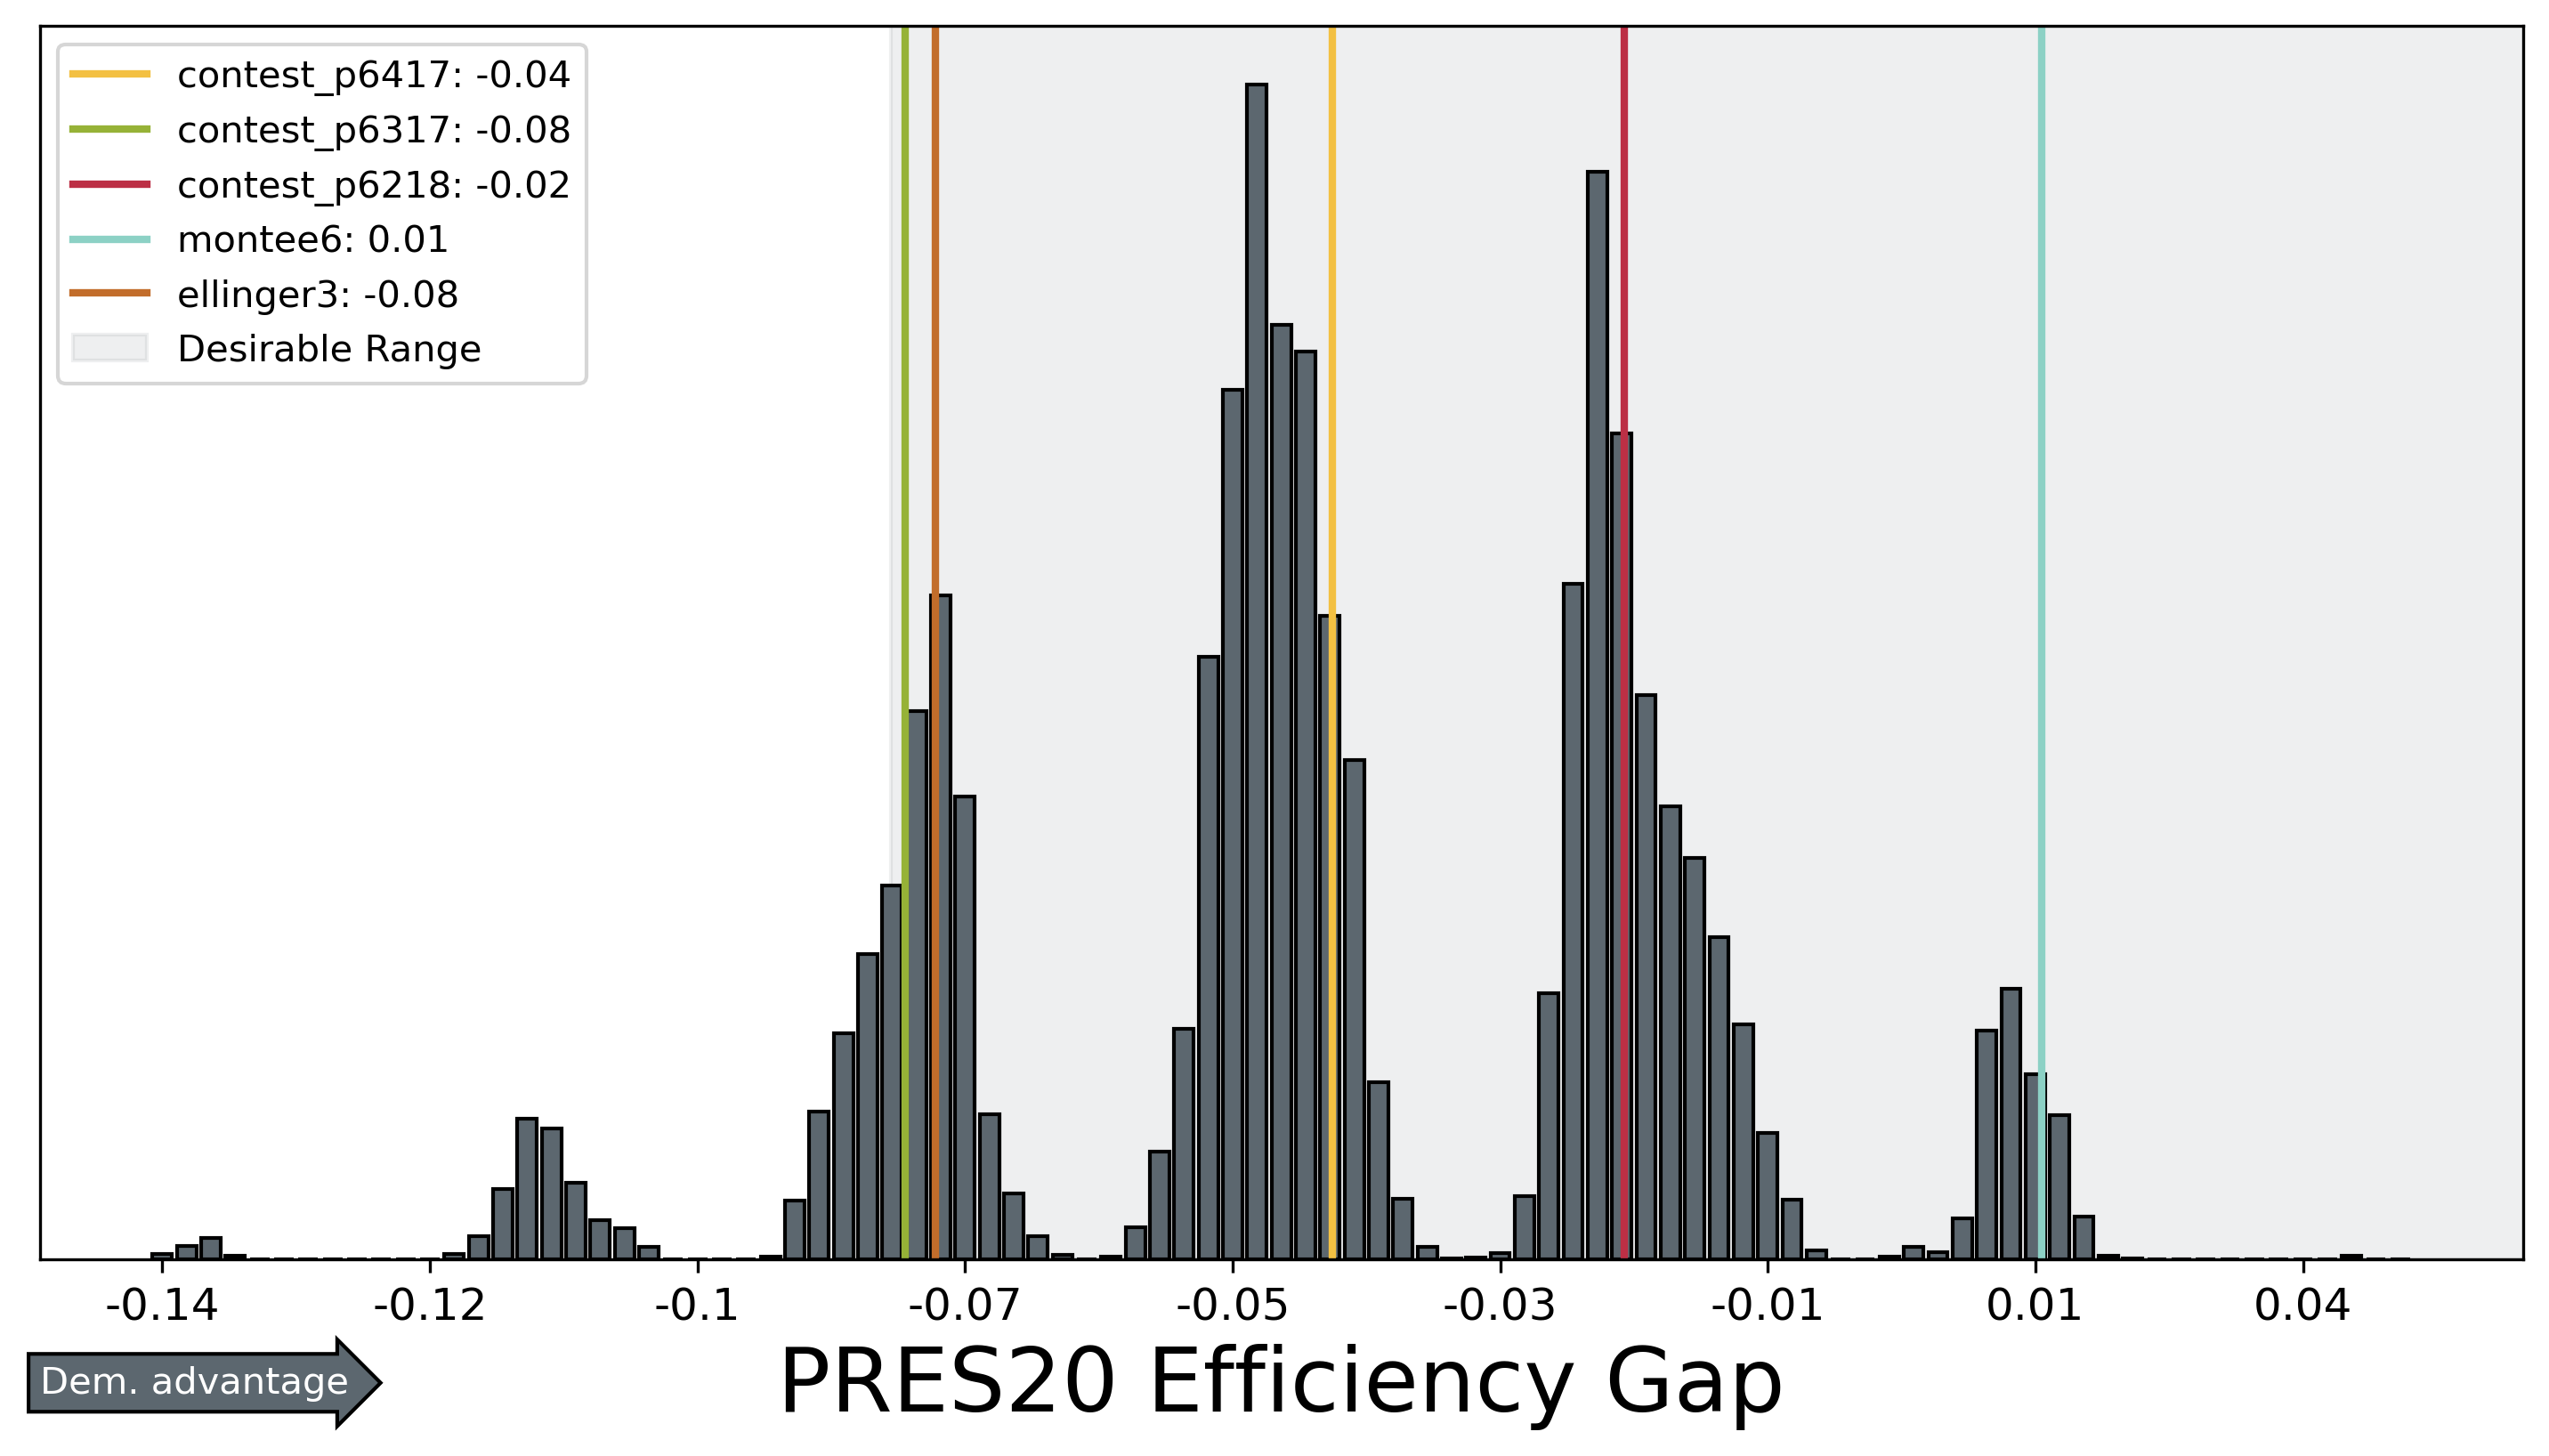 contest_p6417: -0.04
contest_p6317: -0.08
contest_p6218: -0.02
montee6: 0.01
ellinger3: -0.08
Desirable Range
-0.14 -0.12 -0.1 -0.07 -0.05 -0.03 -0.01 0.01 0.04
Dem. advantage
PRES20 Efficiency Gap